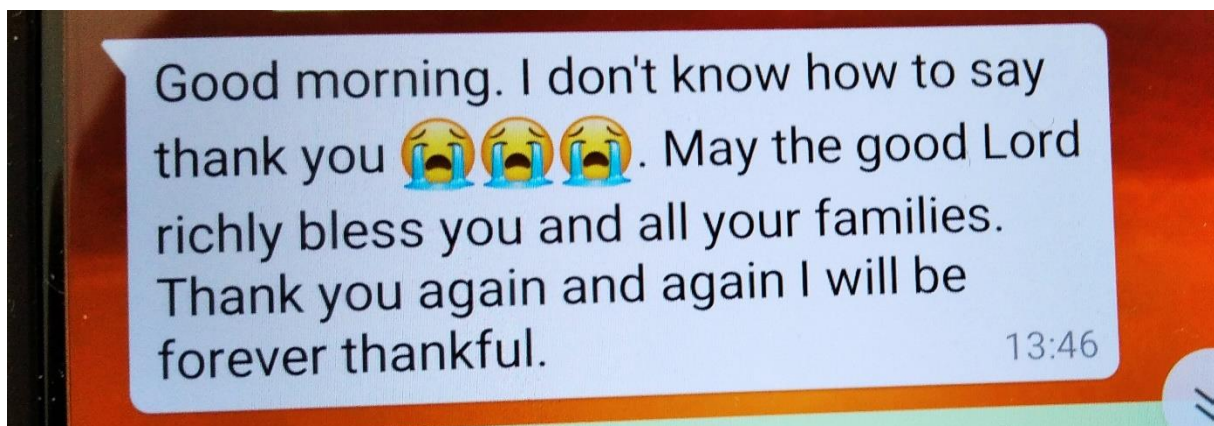 Good morning. I don't know how to say
thank you 😭😭😭. May the good Lord
richly bless you and all your families.
Thank you again and again I will be
forever thankful.
13:46